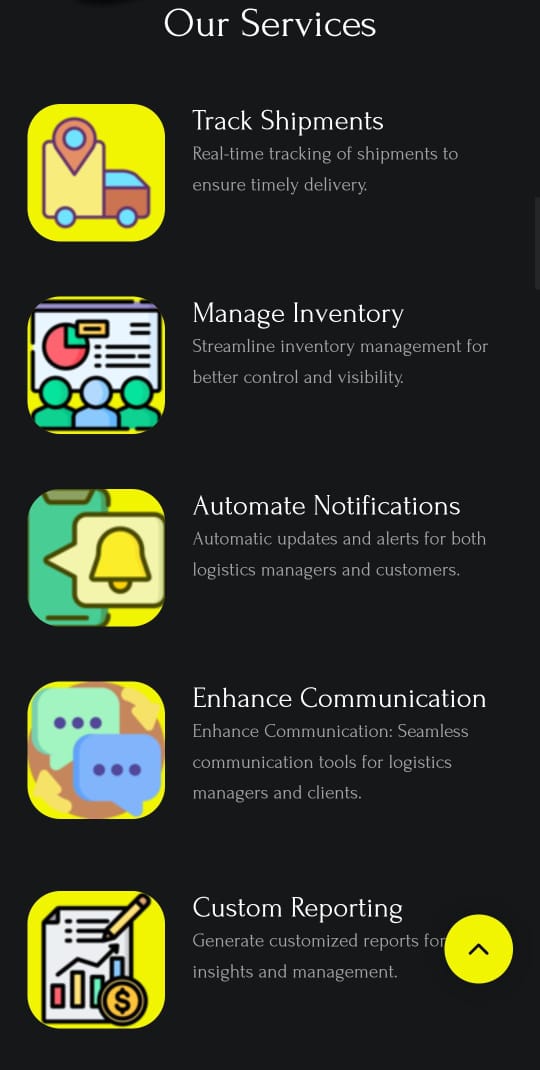 Our Services
Track Shipments
Real-time tracking of shipments to
ensure timely delivery.
Manage Inventory
Streamline inventory management for
better control and visibility.
Automate Notifications
Automatic updates and alerts for both
logistics managers and customers.
Enhance Communication
Enhance Communication: Seamless
communication tools for logistics
managers and clients.
Custom Reporting
Generate customized reports for
insights and management.
$